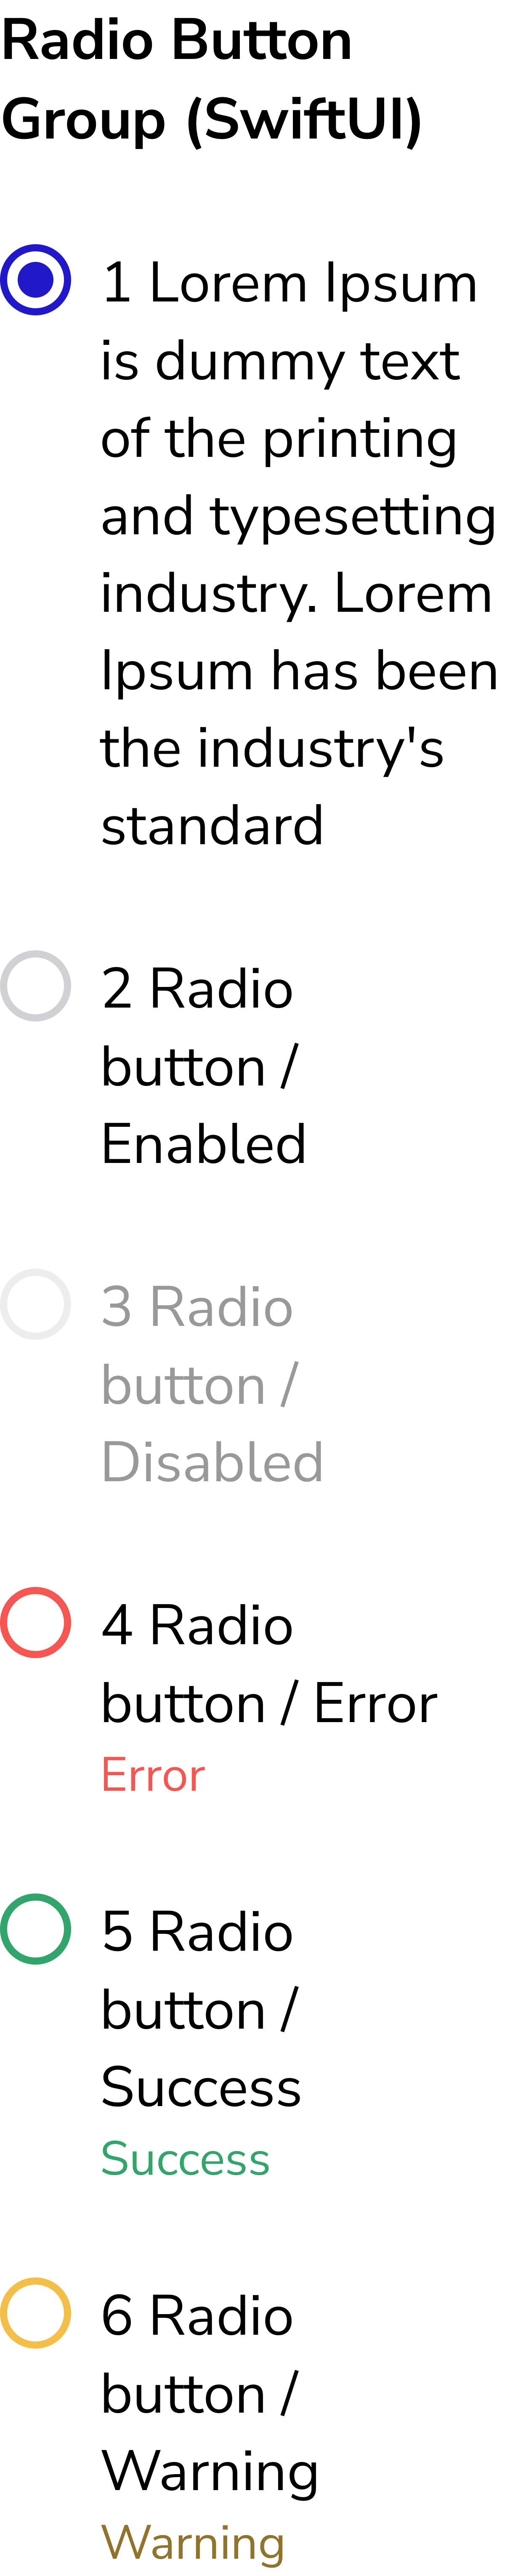 Radio Button
Group (SwiftUI)
1 Lorem Ipsum
is dummy text
of the printing
and typesetting
industry. Lorem
Ipsum has been
the industry's
standard
2 Radio
button /
Enabled
3 Radio
button /
Disabled
4 Radio
button / Error
Error
5 Radio
button /
Success
Success
6 Radio
button /
Warning
Warning